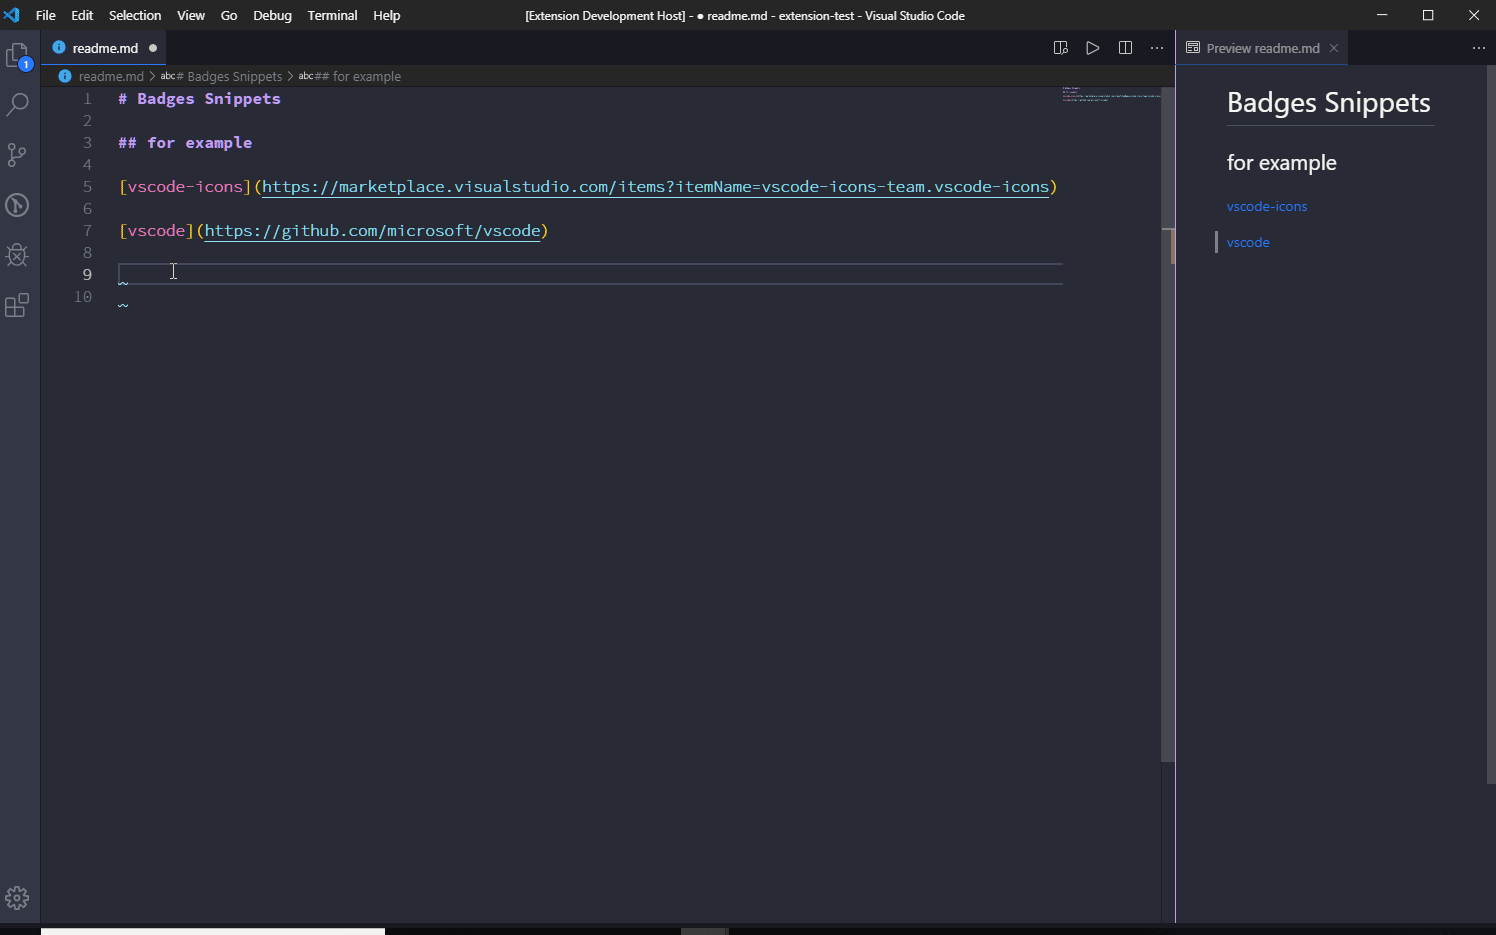 File Edit Selection View Go Debug Terminal Help [Extension Development Host] - ● readme.md - extension-test - Visual Studio Code
readme.md ●
Preview readme.md
1
readme.md > abc # Badges Snippets > abc ## for example
1 # Badges Snippets
2
3 ## for example
4
5 [vscode-icons](https://marketplace.visualstudio.com/items?itemName=vscode-icons-team.vscode-icons)
6
7 [vscode](https://github.com/microsoft/vscode)
8
9
10
Badges Snippets
for example
vscode-icons
vscode